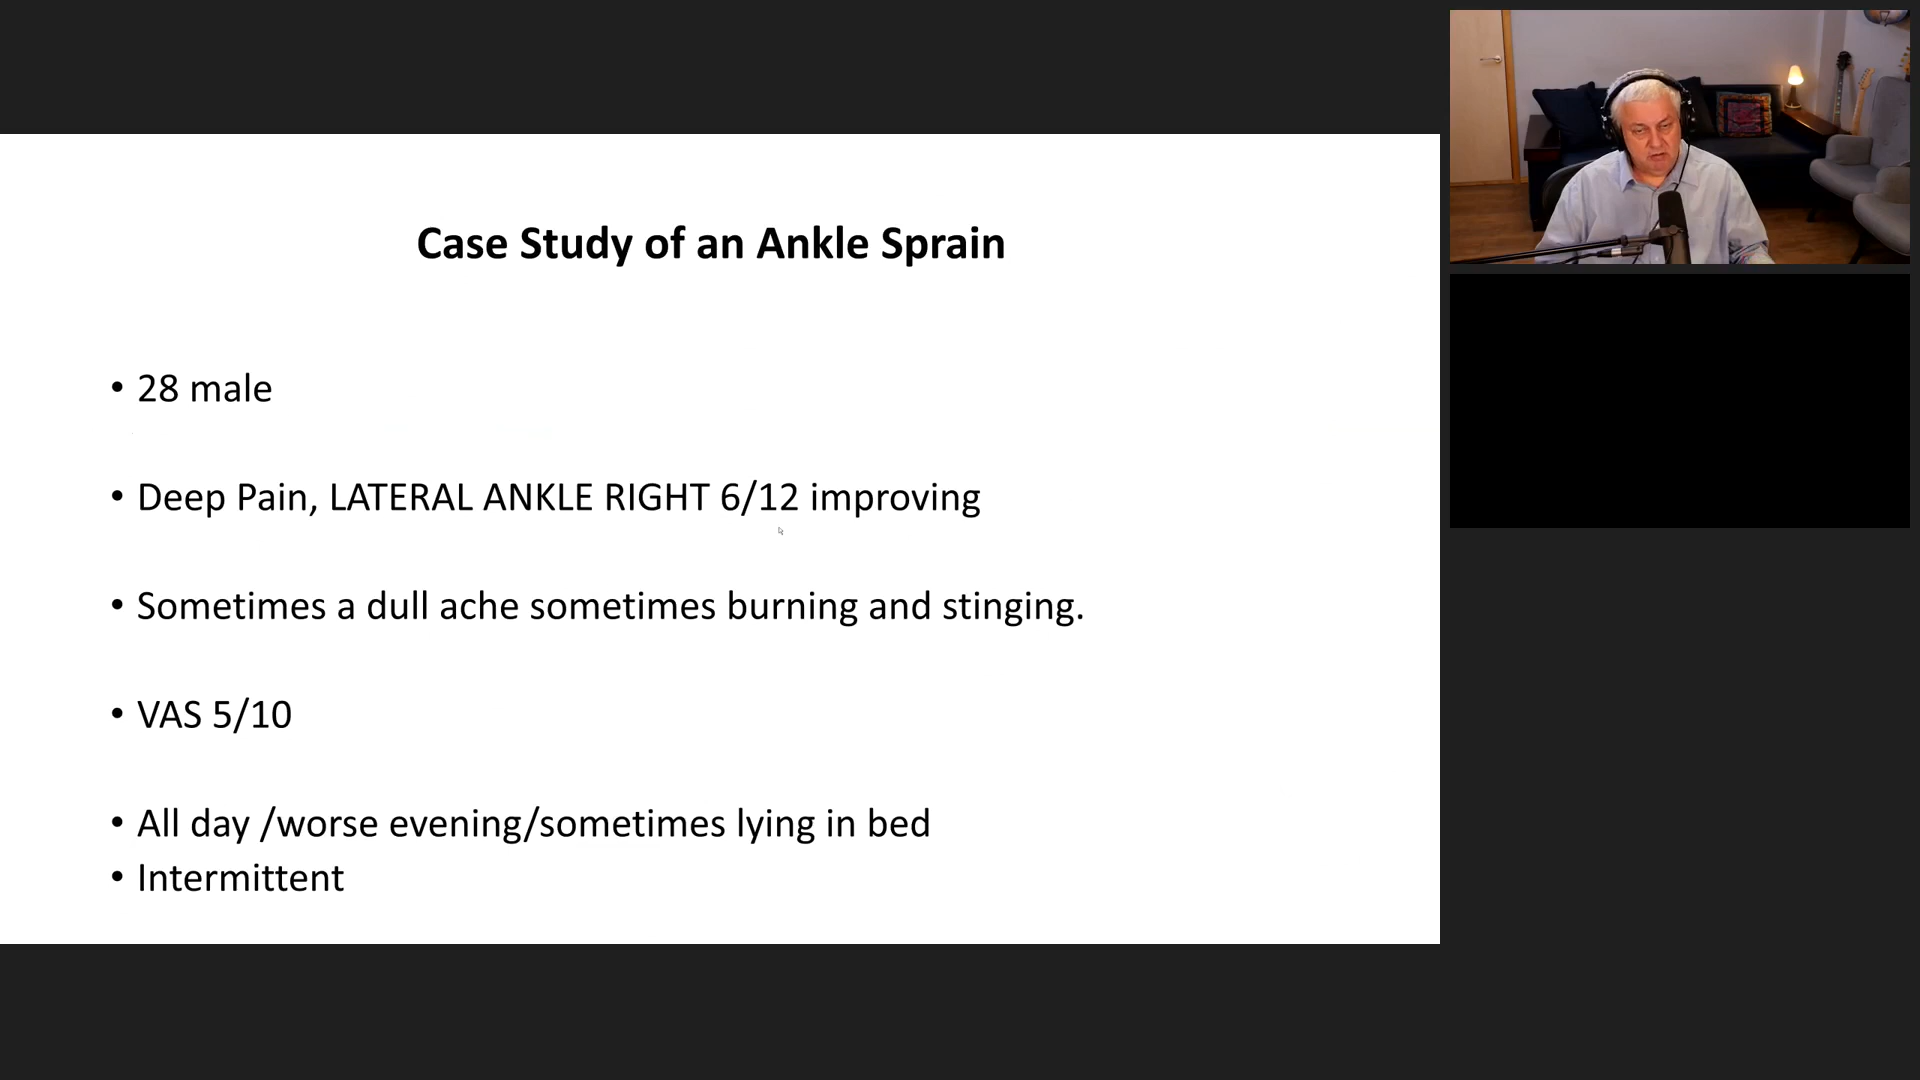 Case Study of an Ankle Sprain
• 28 male
• Deep Pain, LATERAL ANKLE RIGHT 6/12 improving
• Sometimes a dull ache sometimes burning and stinging.
• VAS 5/10
• All day /worse evening/sometimes lying in bed
• Intermittent